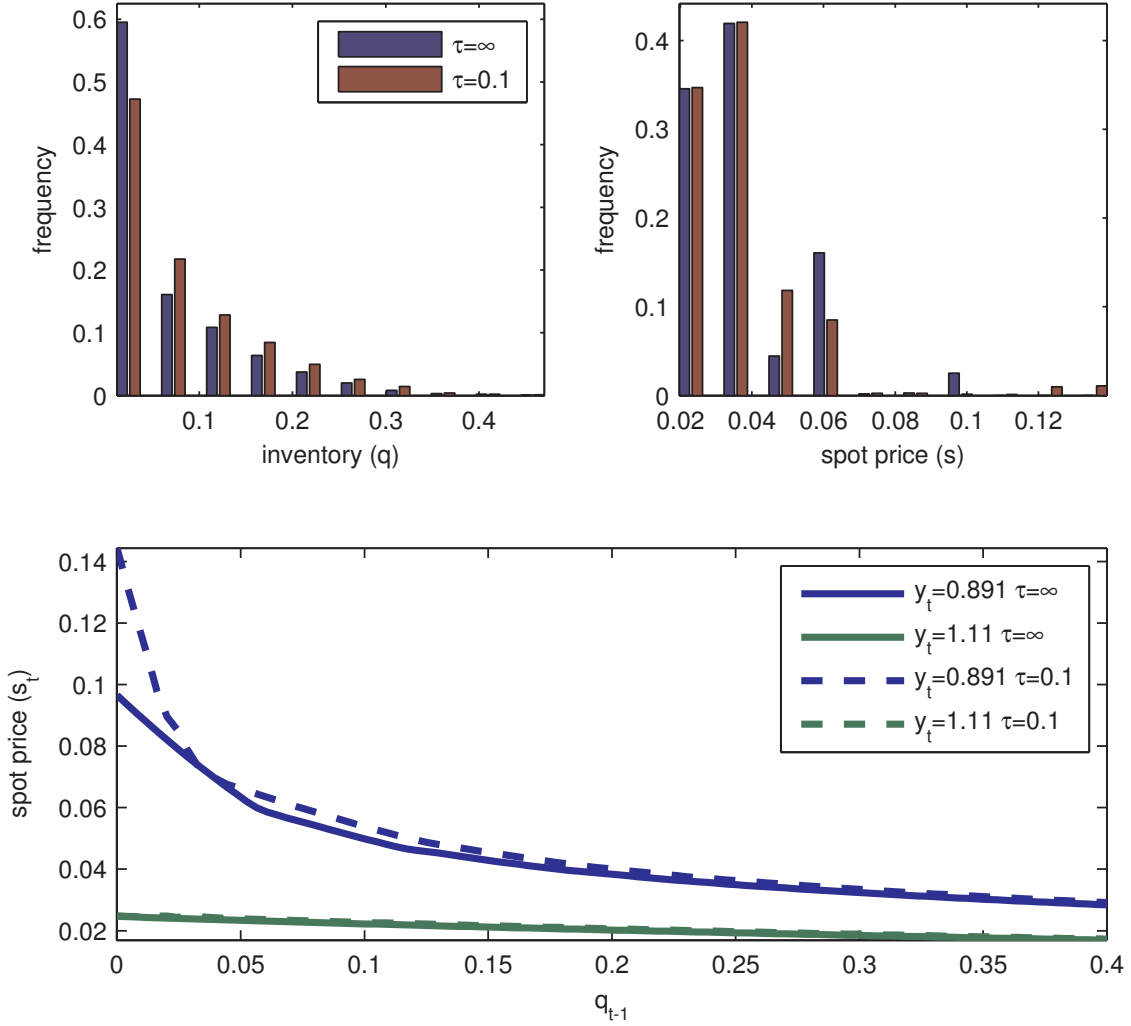 0.6
0.5
0.4
0.3
0.2
0.1
0
frequency
τ=∞
τ=0.1
0.1 0.2 0.3 0.4
inventory (q)
0.4
0.3
0.2
0.1
0
frequency
0.02 0.04 0.06 0.08 0.1 0.12
spot price (s)
0.14
0.12
0.1
0.08
0.06
0.04
0.02
spot price (s_t)
y_t=0.891 τ=∞
y_t=1.11 τ=∞
y_t=0.891 τ=0.1
y_t=1.11 τ=0.1
0 0.05 0.1 0.15 0.2 0.25 0.3 0.35 0.4
q_{t-1}